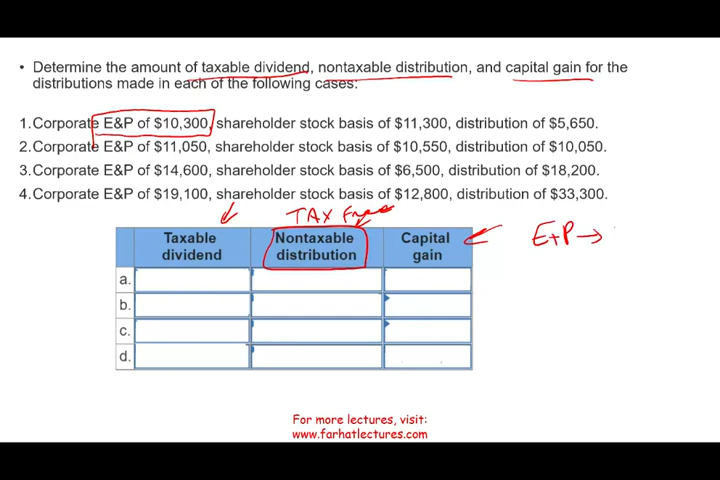 • Determine the amount of taxable dividend, nontaxable distribution, and capital gain for the
distributions made in each of the following cases:
1.Corporate E&P of $10,300, shareholder stock basis of $11,300, distribution of $5,650.
2.Corporate E&P of $11,050, shareholder stock basis of $10,550, distribution of $10,050.
3.Corporate E&P of $14,600, shareholder stock basis of $6,500, distribution of $18,200.
4.Corporate E&P of $19,100, shareholder stock basis of $12,800, distribution of $33,300.
TAX Free
Taxable dividend
Nontaxable distribution
Capital gain
E+P →
a.
b.
c.
d.
For more lectures, visit:
www.farhatlectures.com